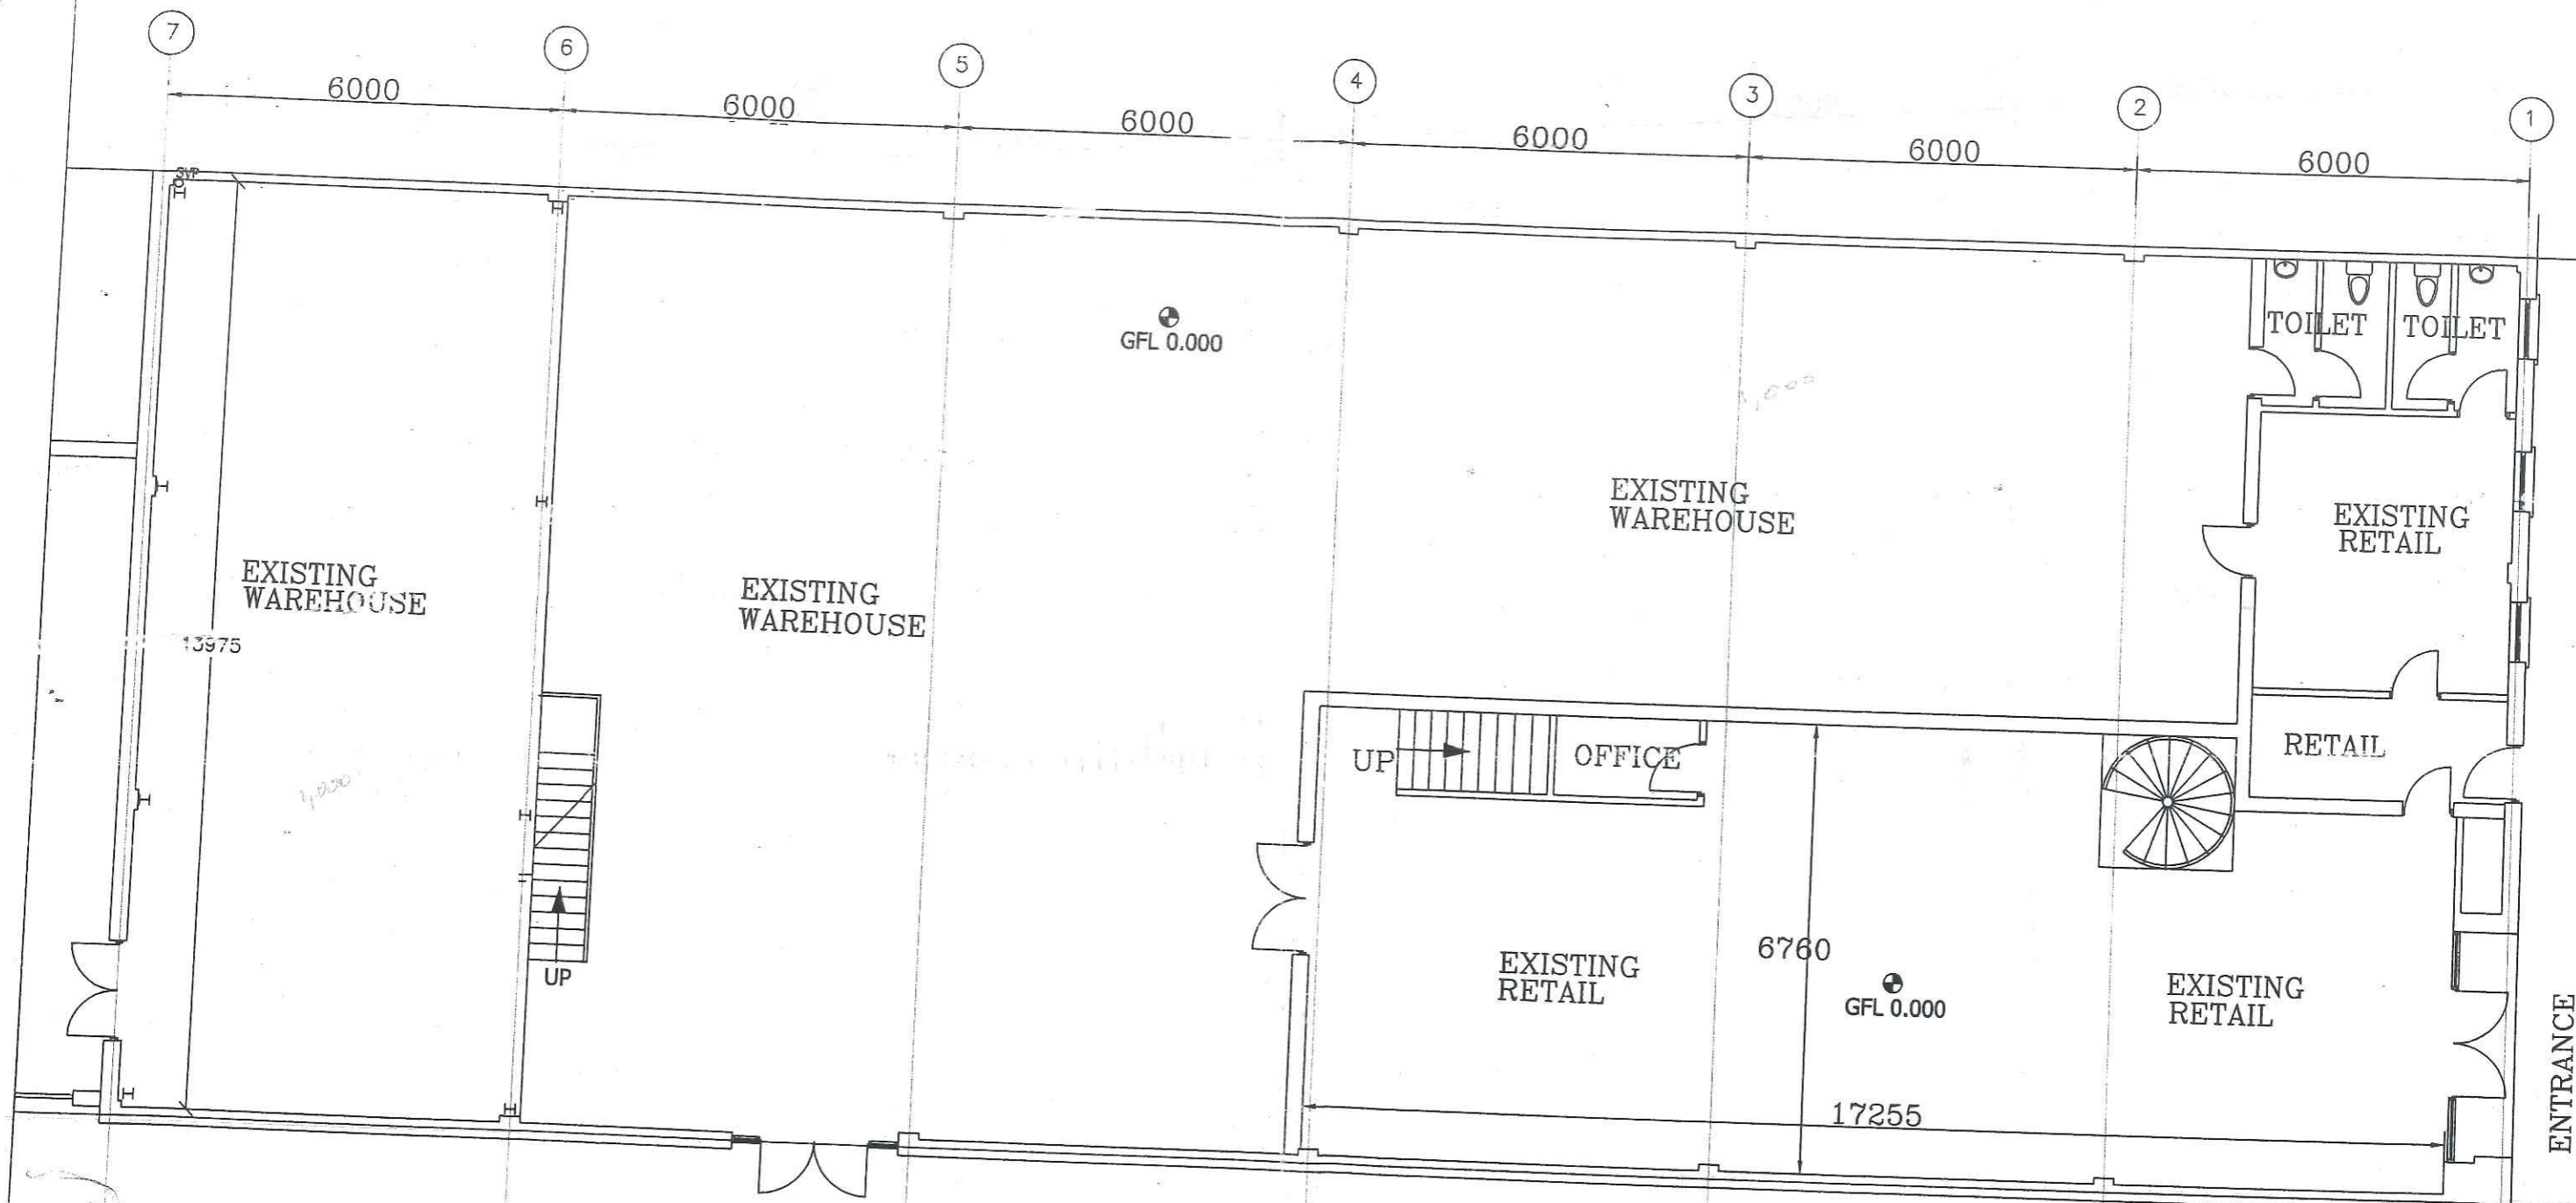 7
6
5
4
3
2
1
6000
6000
6000
6000
6000
6000
SVP
GFL 0.000
TOILET
TOILET
EXISTING
WAREHOUSE
EXISTING
RETAIL
EXISTING
WAREHOUSE
EXISTING
WAREHOUSE
13975
UP
OFFICE
RETAIL
UP
EXISTING
RETAIL
6760
GFL 0.000
EXISTING
RETAIL
17255
ENTRANCE